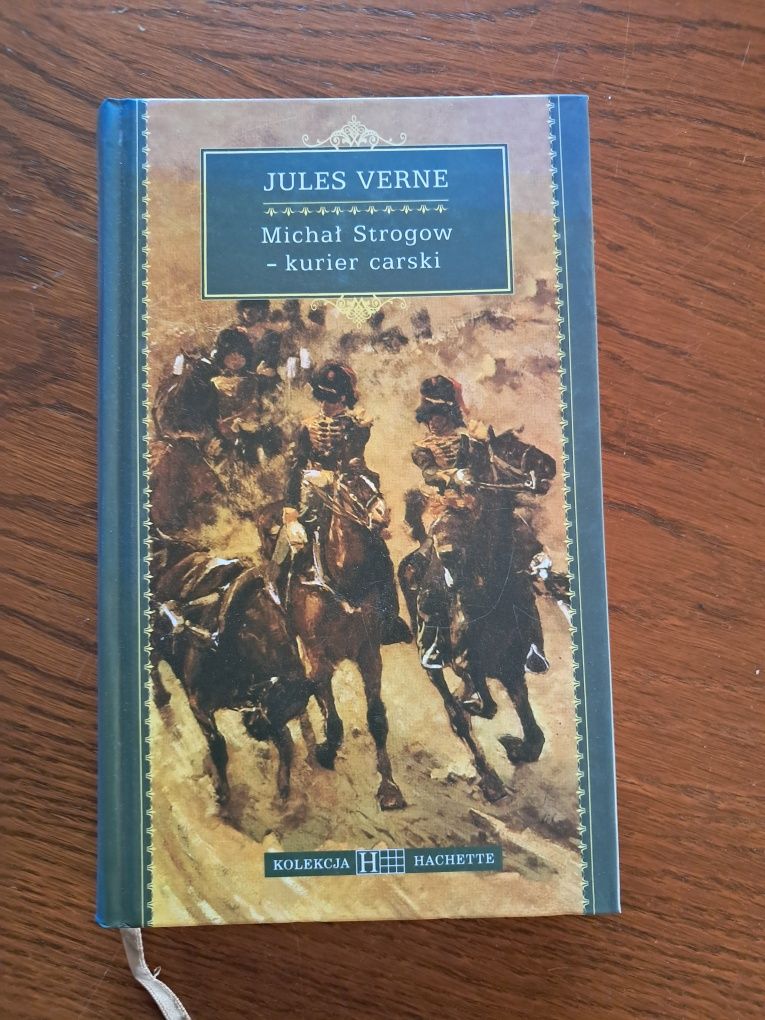 JULES VERNE
Michał Strogow
– kurier carski
KOLEKCJA H HACHETTE